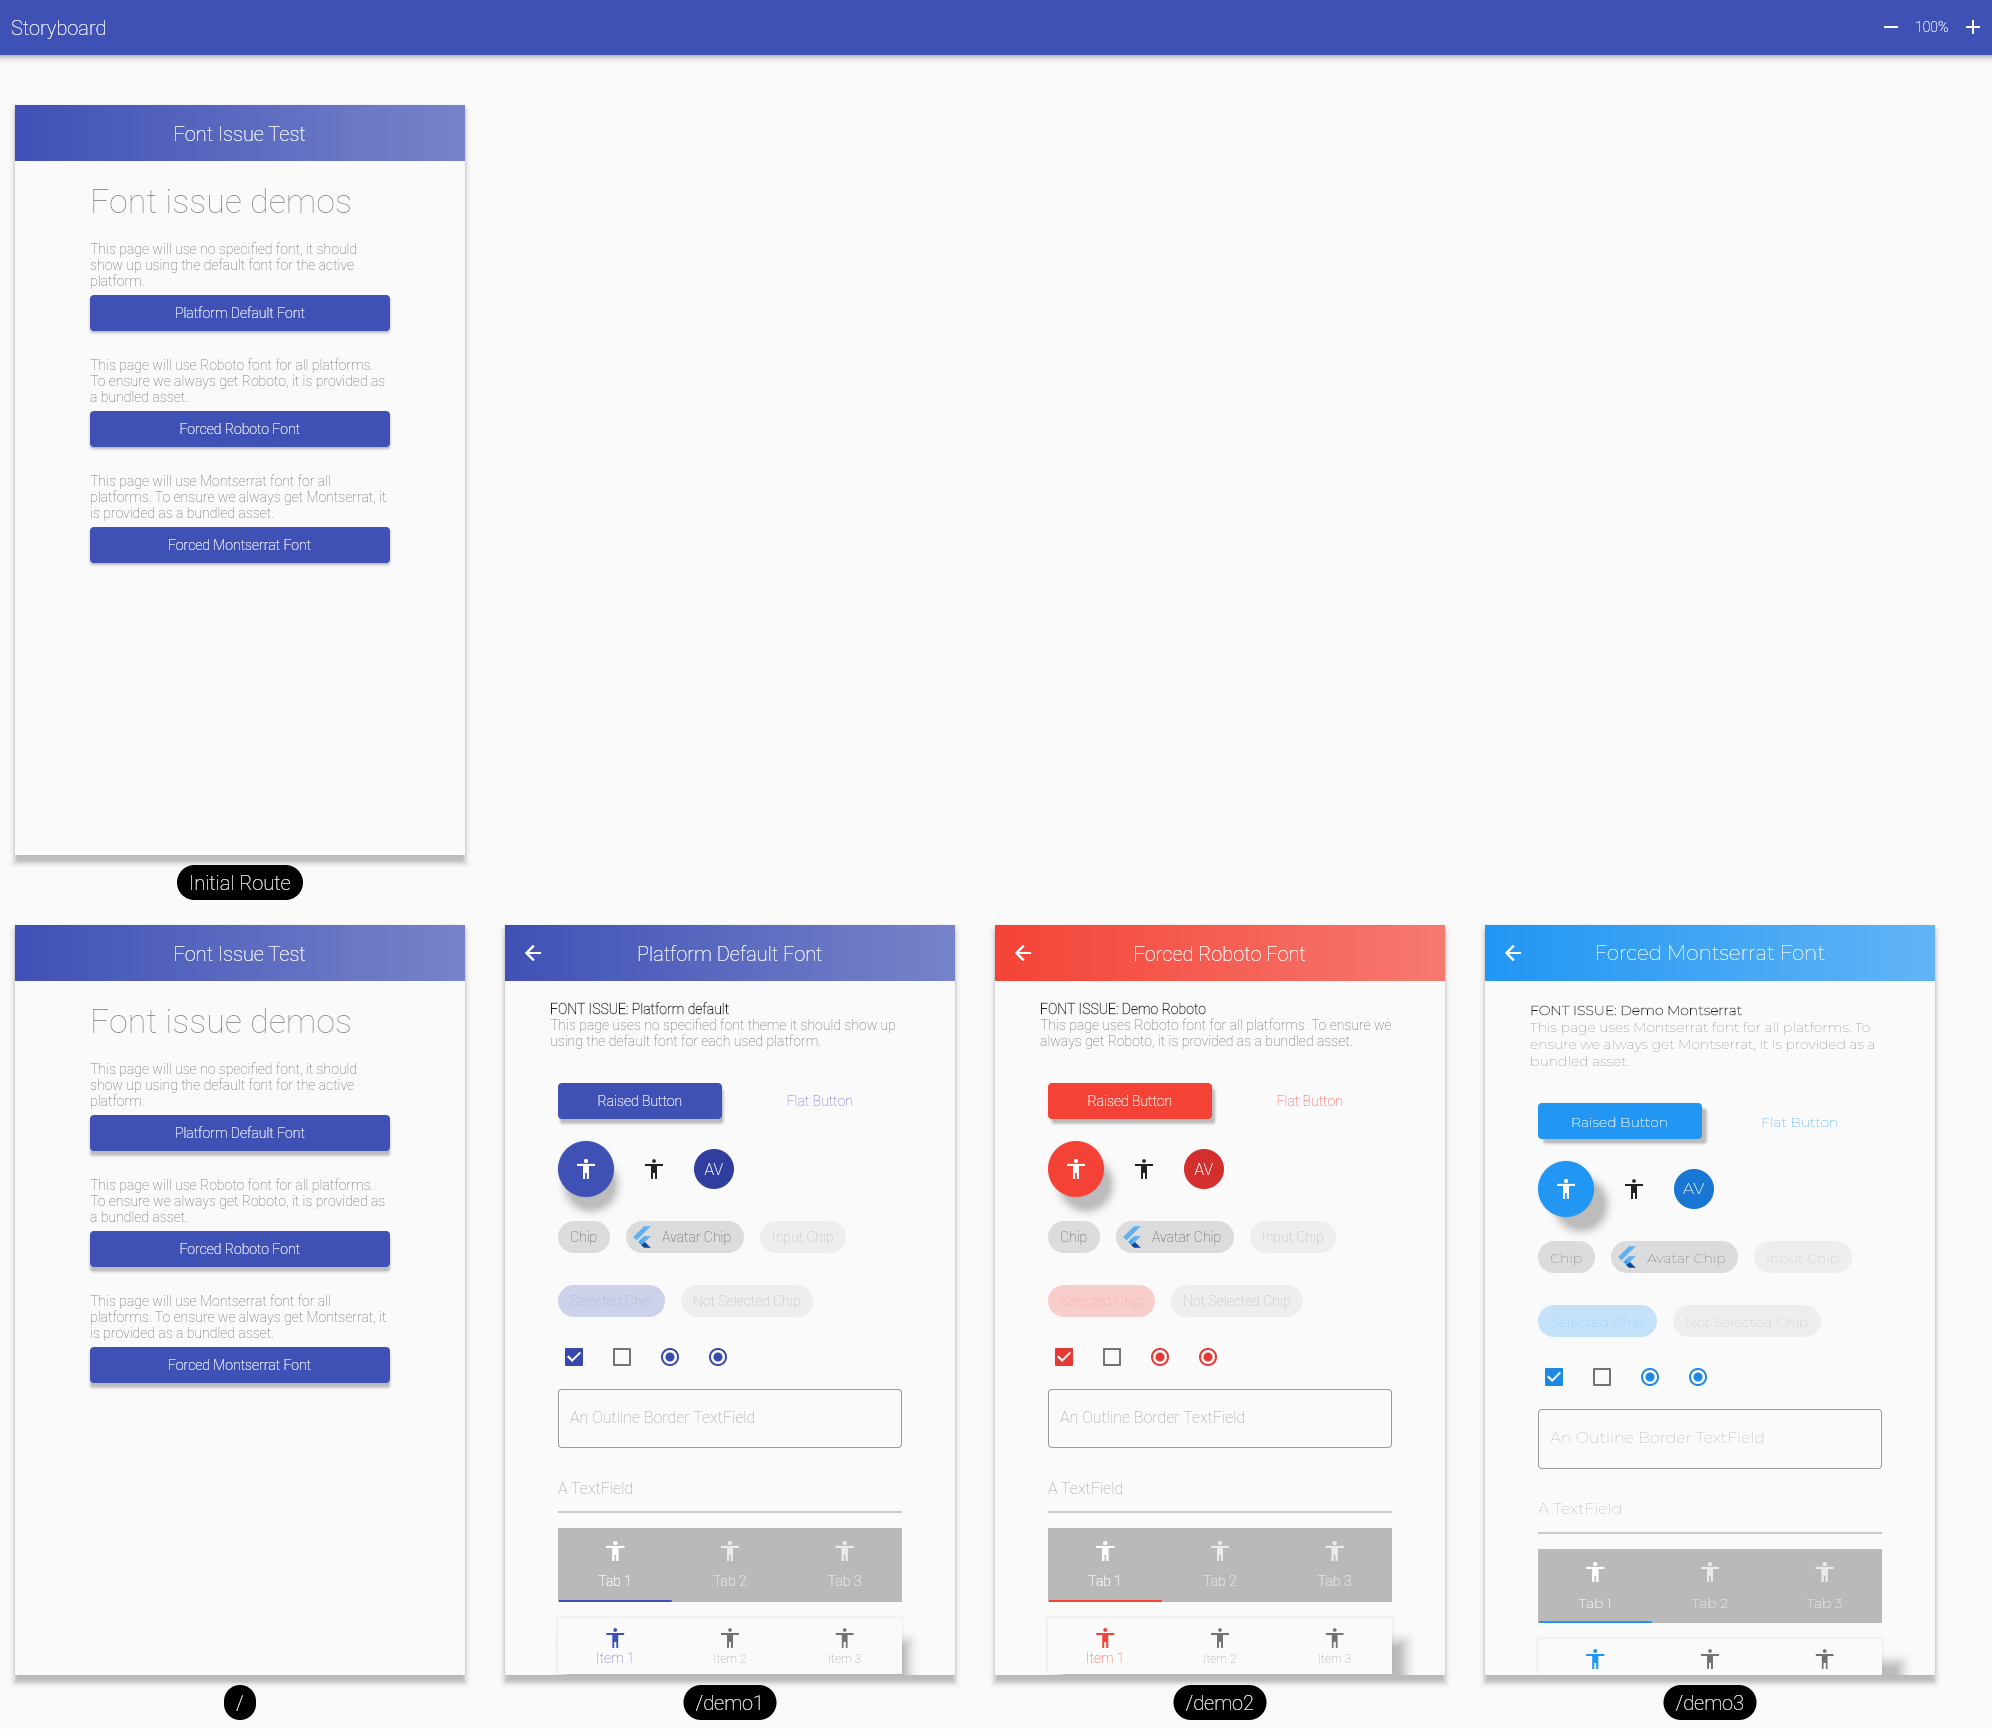 Storyboard
100%
Font Issue Test
Font issue demos
This page will use no specified font, it should
show up using the default font for the active
platform.
Platform Default Font
This page will use Roboto font for all platforms.
To ensure we always get Roboto, it is provided as
a bundled asset.
Forced Roboto Font
This page will use Montserrat font for all
platforms. To ensure we always get Montserrat, it
is provided as a bundled asset.
Forced Montserrat Font
Initial Route
Font Issue Test
Font issue demos
This page will use no specified font, it should
show up using the default font for the active
platform.
Platform Default Font
This page will use Roboto font for all platforms.
To ensure we always get Roboto, it is provided as
a bundled asset.
Forced Roboto Font
This page will use Montserrat font for all
platforms. To ensure we always get Montserrat, it
is provided as a bundled asset.
Forced Montserrat Font
/
Platform Default Font
FONT ISSUE: Platform default
This page uses no specified font theme it should show up
using the default font for each used platform.
Raised Button
Flat Button
AV
Chip
Avatar Chip
Input Chip
Selected Chip
Not Selected Chip
An Outline Border TextField
A TextField
Tab 1
Tab 2
Tab 3
Item 1
Item 2
Item 3
/demo1
Forced Roboto Font
FONT ISSUE: Demo Roboto
This page uses Roboto font for all platforms. To ensure we
always get Roboto, it is provided as a bundled asset.
Raised Button
Flat Button
AV
Chip
Avatar Chip
Input Chip
Selected Chip
Not Selected Chip
An Outline Border TextField
A TextField
Tab 1
Tab 2
Tab 3
Item 1
Item 2
Item 3
/demo2
Forced Montserrat Font
FONT ISSUE: Demo Montserrat
This page uses Montserrat font for all platforms. To
ensure we always get Montserrat, it is provided as a
bundled asset.
Raised Button
Flat Button
AV
Chip
Avatar Chip
Input Chip
Selected Chip
Not Selected Chip
An Outline Border TextField
A TextField
Tab 1
Tab 2
Tab 3
/demo3